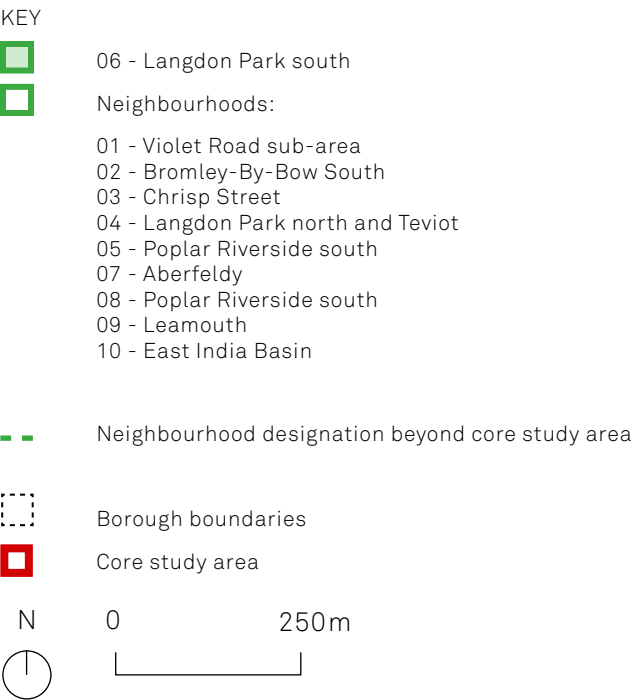 KEY
06 - Langdon Park south
Neighbourhoods:
01 - Violet Road sub-area
02 - Bromley-By-Bow South
03 - Chrisp Street
04 - Langdon Park north and Teviot
05 - Poplar Riverside south
07 - Aberfeldy
08 - Poplar Riverside south
09 - Leamouth
10 - East India Basin
Neighbourhood designation beyond core study area
Borough boundaries
Core study area
N 0 250m